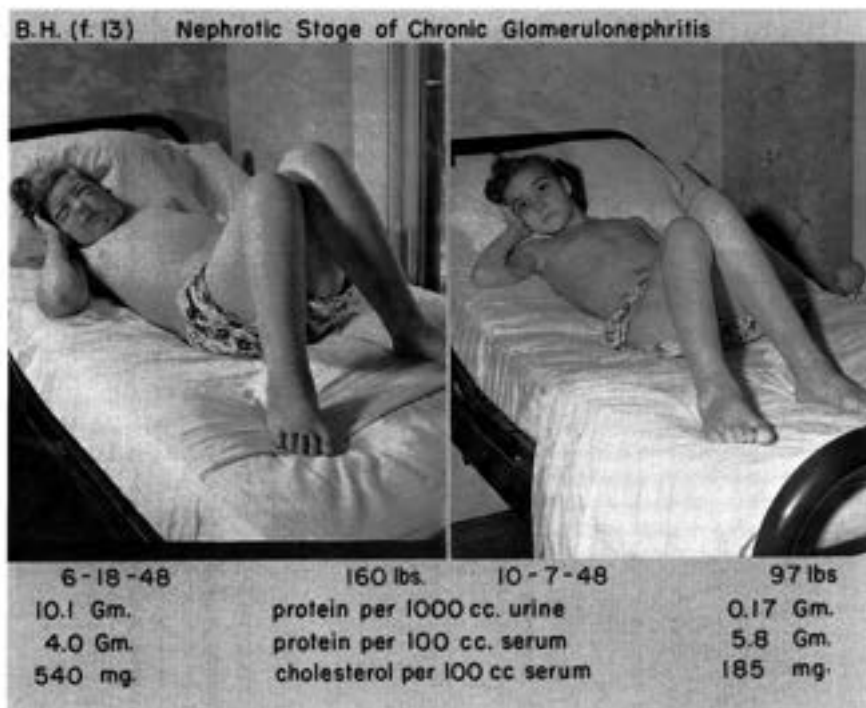 B.H. (f. 13) Nephrotic Stage of Chronic Glomerulonephritis
6-18-48 160 lbs. 10-7-48 97 lbs
10.1 Gm. protein per 1000 cc. urine 0.17 Gm.
4.0 Gm. protein per 100 cc. serum 5.8 Gm.
540 mg. cholesterol per 100 cc serum 185 mg.